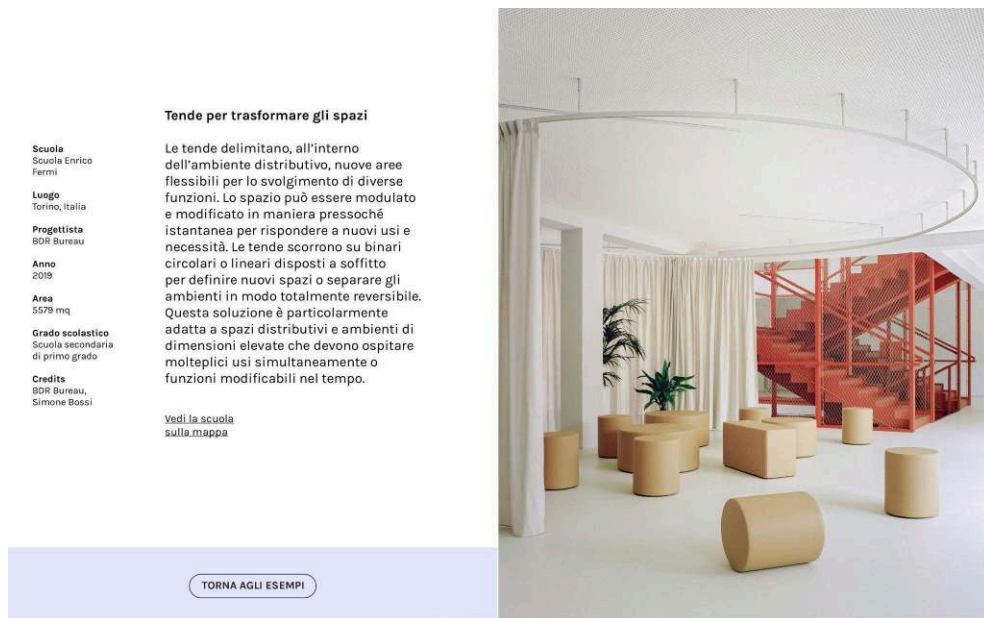 Tende per trasformare gli spazi
Scuola
Scuola Enrico
Fermi
Luogo
Torino, Italia
Progettista
BDR Bureau
Anno
2019
Area
5579 mq
Grado scolastico
Scuola secondaria
di primo grado
Credits
BDR Bureau,
Simone Bossi
Le tende delimitano, all’interno
dell’ambiente distributivo, nuove aree
flessibili per lo svolgimento di diverse
funzioni. Lo spazio può essere modulato
e modificato in maniera pressoché
istantanea per rispondere a nuovi usi e
necessità. Le tende scorrono su binari
circolari o lineari disposti a soffitto
per definire nuovi spazi o separare gli
ambienti in modo totalmente reversibile.
Questa soluzione è particolarmente
adatta a spazi distributivi e ambienti di
dimensioni elevate che devono ospitare
molteplici usi simultaneamente o
funzioni modificabili nel tempo.
Vedi la scuola
sulla mappa
TORNA AGLI ESEMPI